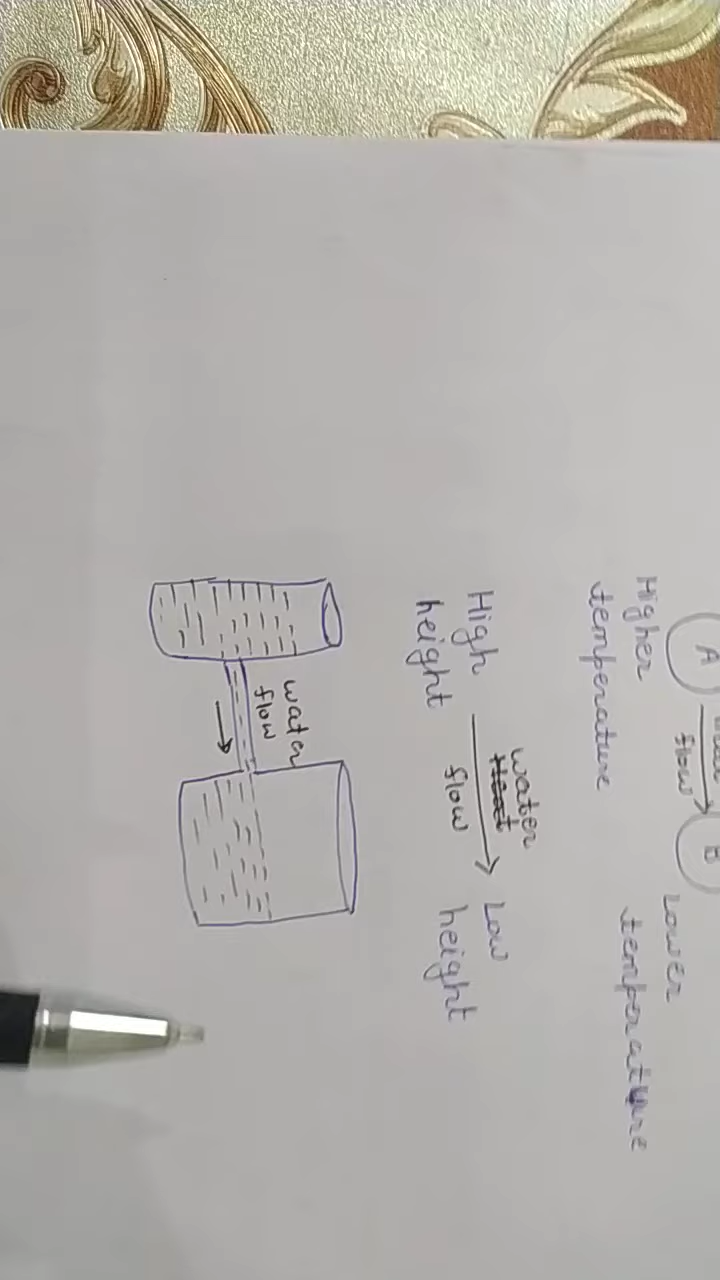 A
flow
B
Higher
temperature
Lower
temperature
High
height
water
flow
Low
height
water
flow